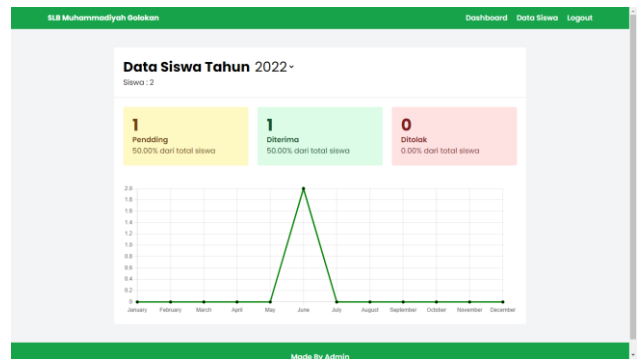 SLB Muhammadiyah Golokan Dashboard Data Siswa Logout
Data Siswa Tahun 2022
Siswa : 2
1 1 0
Pendding Diterima Ditolak
50.00% dari total siswa 50.00% dari total siswa 0.00% dari total siswa
2.0
1.8
1.6
1.4
1.2
1.0
0.8
0.6
0.4
0.2
0
January February March April May June July August September October November December
Made By Admin